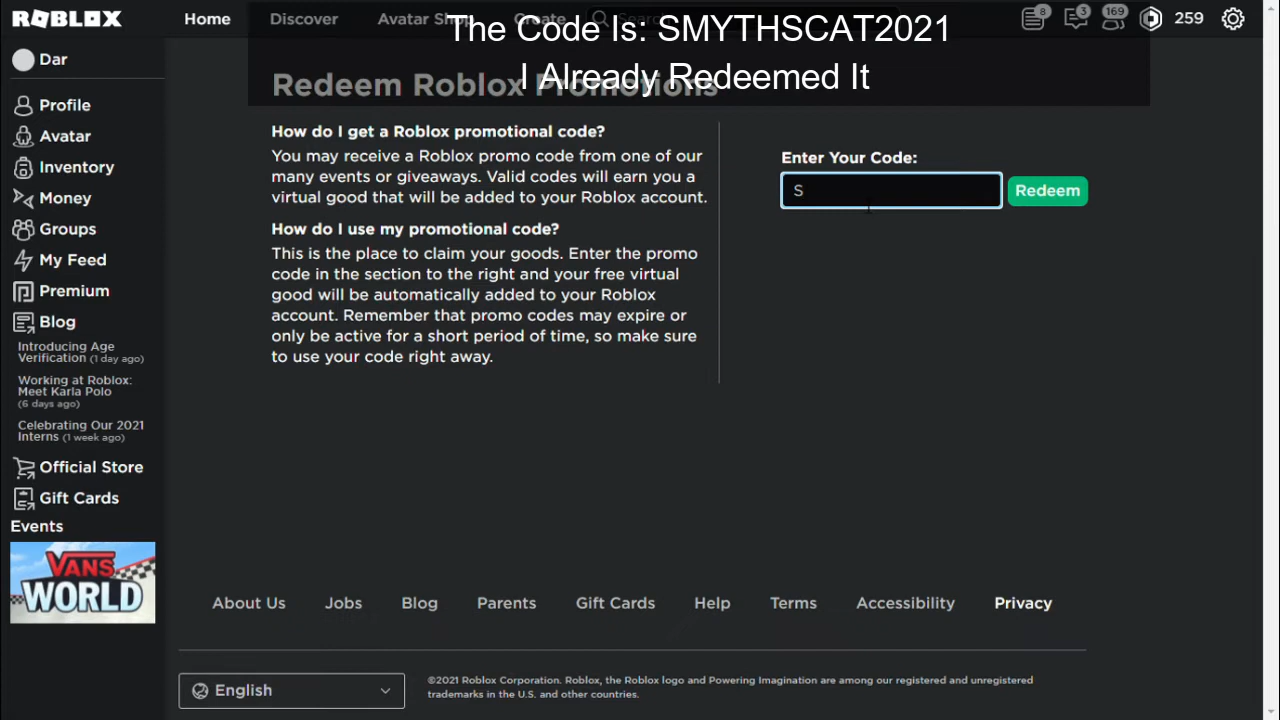 ROBLOX
Home
Discover
Avatar Shop
Create
Search
8
3
169
259
The Code Is: SMYTHSCAT2021
I Already Redeemed It
Dar
Profile
Avatar
Inventory
Money
Groups
My Feed
Premium
Blog
Introducing Age
Verification (1 day ago)
Working at Roblox:
Meet Karla Polo
(6 days ago)
Celebrating Our 2021
Interns (1 week ago)
Official Store
Gift Cards
Events
VANS
WORLD
Redeem Roblox Promotions
How do I get a Roblox promotional code?
You may receive a Roblox promo code from one of our
many events or giveaways. Valid codes will earn you a
virtual good that will be added to your Roblox account.
How do I use my promotional code?
This is the place to claim your goods. Enter the promo
code in the section to the right and your free virtual
good will be automatically added to your Roblox
account. Remember that promo codes may expire or
only be active for a short period of time, so make sure
to use your code right away.
Enter Your Code:
S
Redeem
About Us
Jobs
Blog
Parents
Gift Cards
Help
Terms
Accessibility
Privacy
English
©2021 Roblox Corporation. Roblox, the Roblox logo and Powering Imagination are among our registered and unregistered
trademarks in the U.S. and other countries.